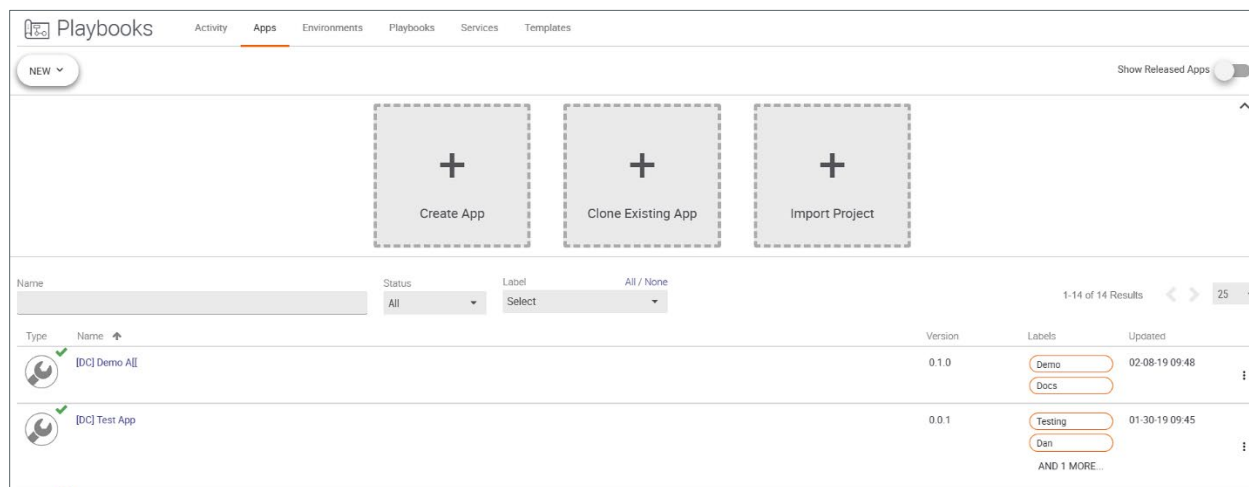 Playbooks Activity Apps Environments Playbooks Services Templates
NEW Show Released Apps
Create App Clone Existing App Import Project
Name Status Label All / None
All Select 1-14 of 14 Results 25
Type Name Version Labels Updated
[DC] Demo A[[ 0.1.0 Demo 02-08-19 09:48
Docs
[DC] Test App 0.0.1 Testing 01-30-19 09:45
Dan
AND 1 MORE...